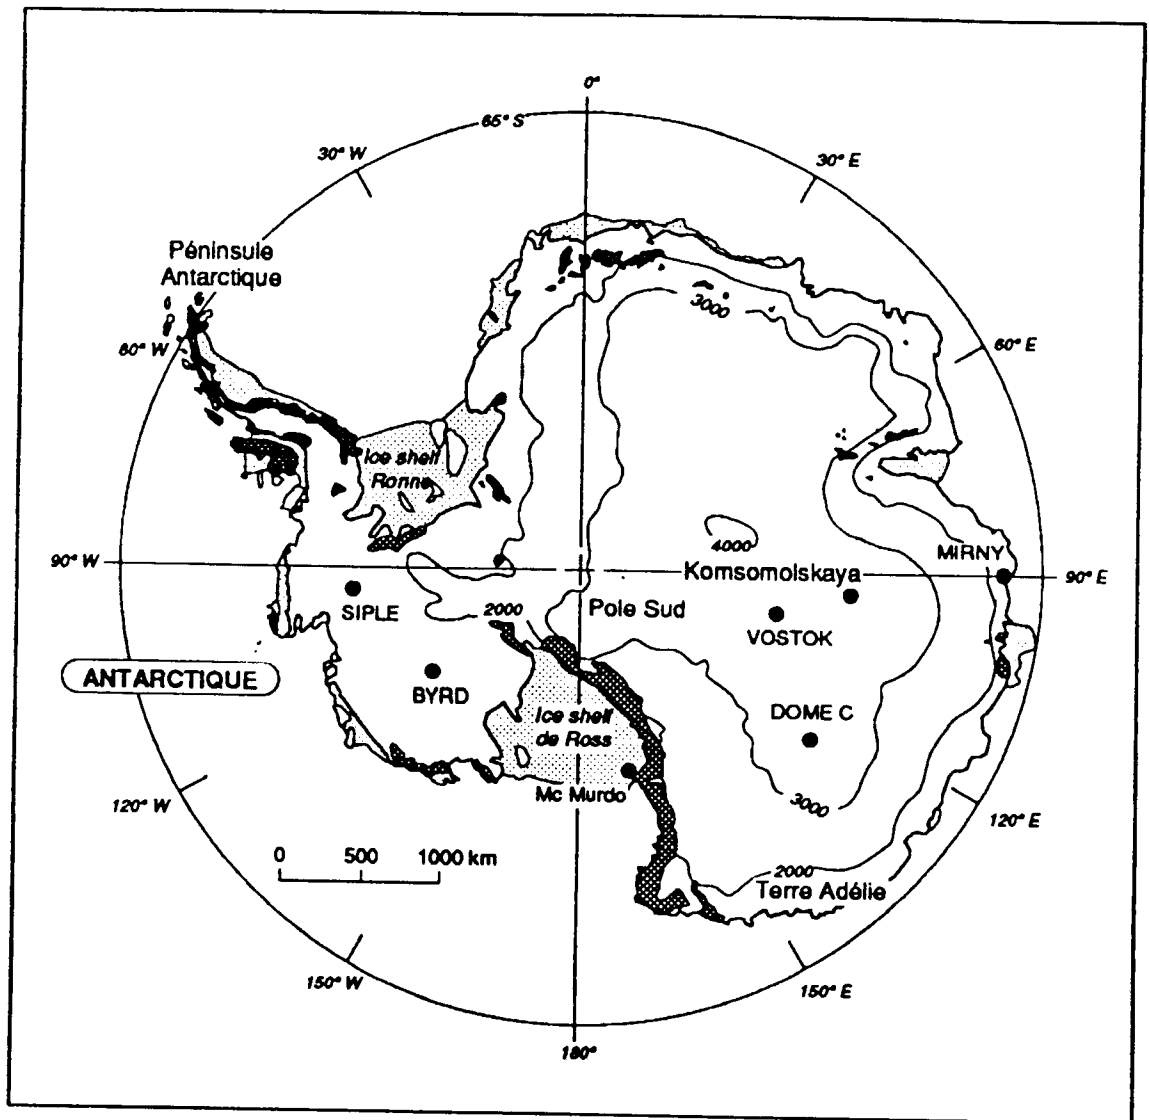 0°
65° S
30° W
30° E
Péninsule
Antarctique
3000
60° W
60° E
Ice shelf
Ronne
4000
MIRNY
90° W
Komsomolskaya
90° E
SIPLE
2000
Pole Sud
VOSTOK
ANTARCTIQUE
BYRD
DOME C
Ice shelf
de Ross
Mc Murdo
3000
120° W
120° E
0 500 1000 km
2000
Terre Adélie
150° W
150° E
180°